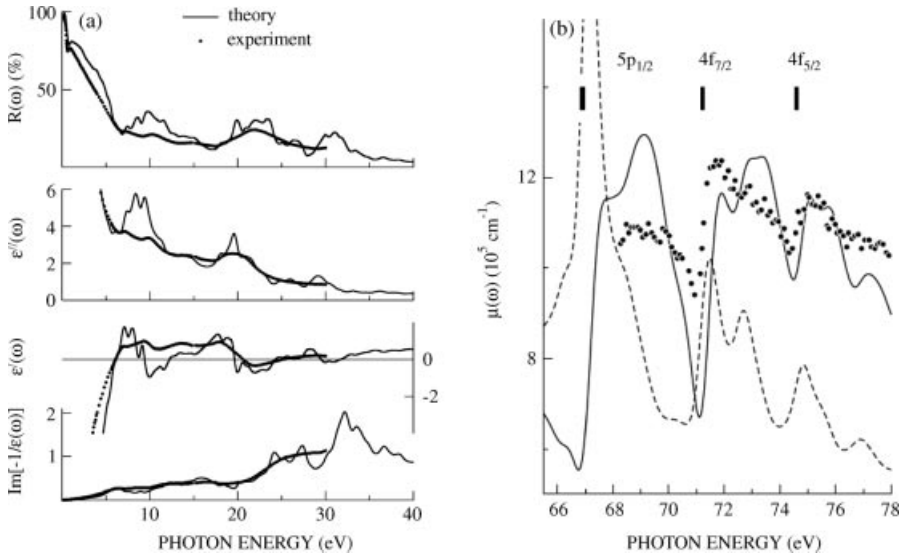 (a)
theory
experiment
R(ω) (%)
100
50
ε//(ω)
6
4
2
0
ε/(ω)
0
-2
Im[-1/ε(ω)]
2
1
10 20 30 40
PHOTON ENERGY (eV)
(b)
5p1/2 4f7/2 4f5/2
μ(ω) (10^5 cm^-1)
12
8
66 68 70 72 74 76 78
PHOTON ENERGY (eV)